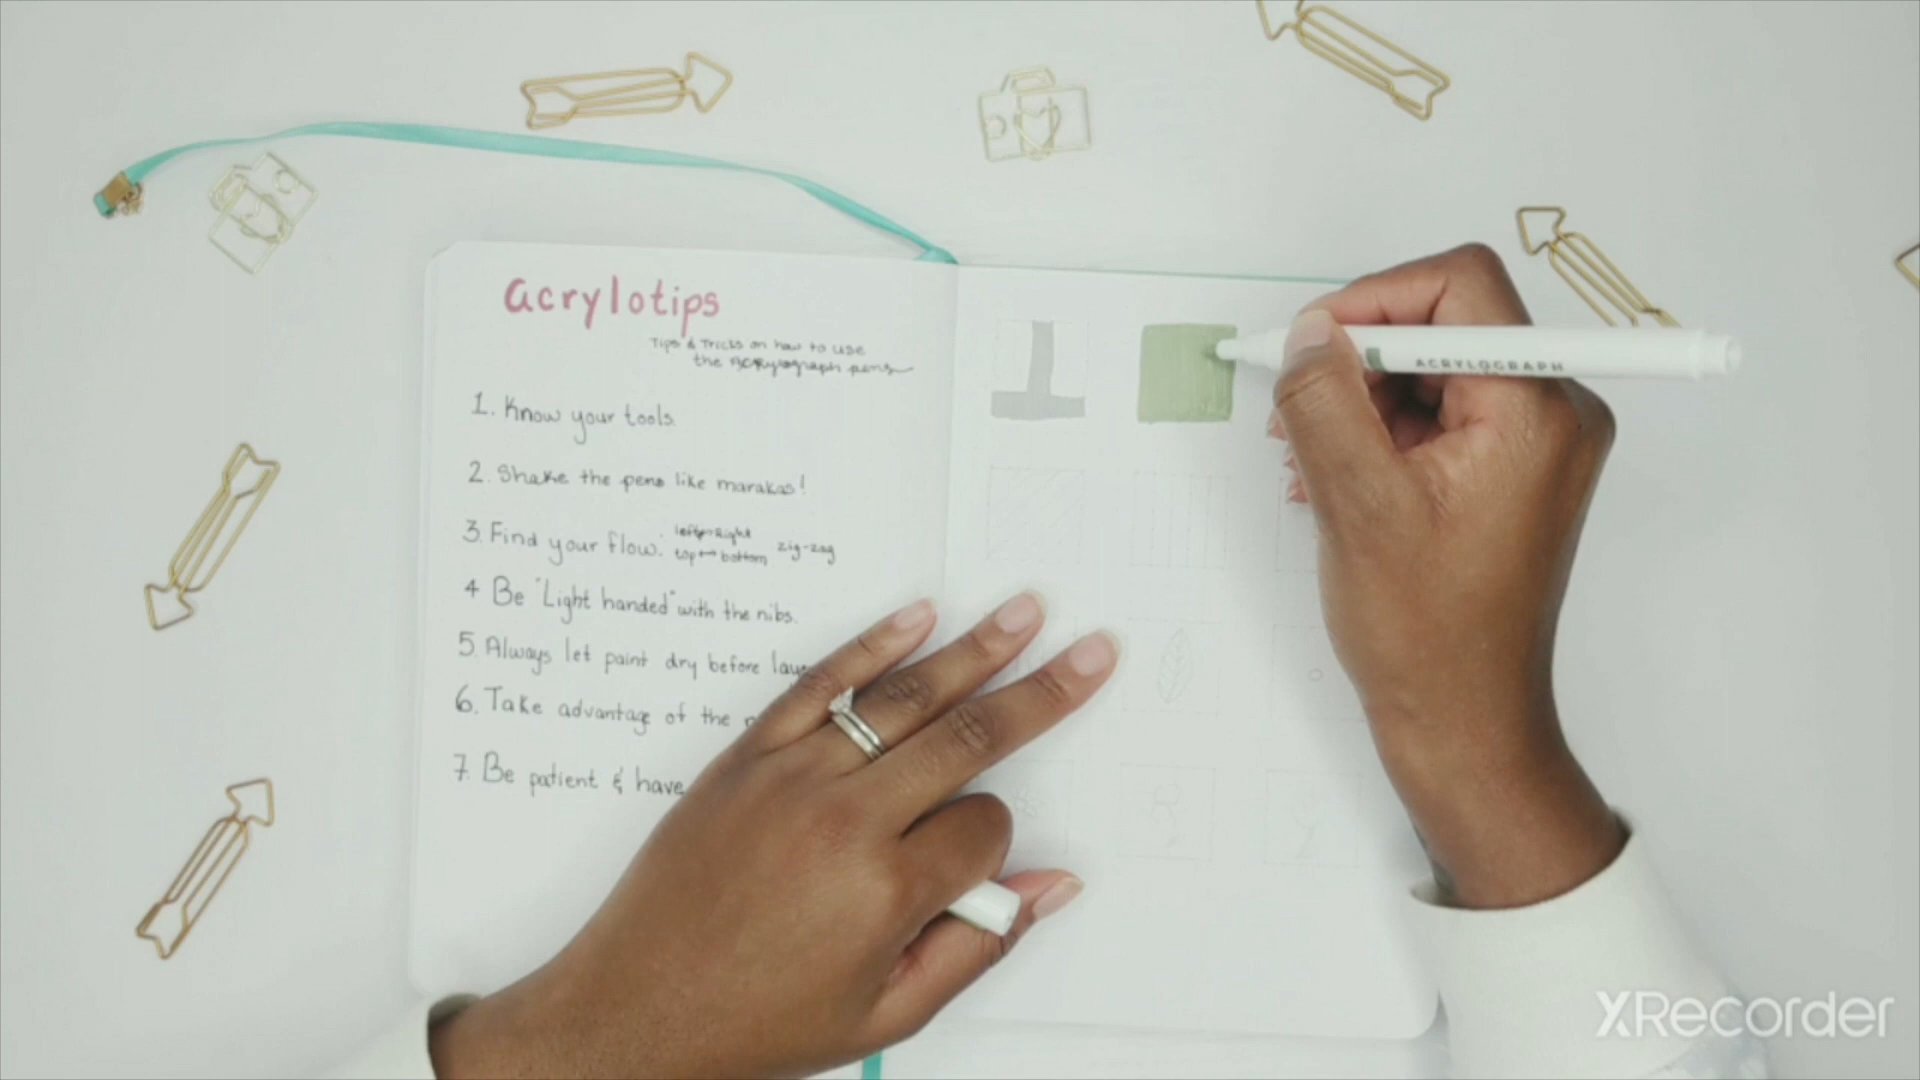 acrylotips
Tips & Tricks on how to use
the Acrylograph pens
1. Know your tools.
2. Shake the pens like marakas!
3. Find your flow: left↔Right zig-zag
top↔bottom
4 Be "Light handed" with the nibs.
5. Always let paint dry before
6. Take advantage of the
7. Be patient & have
ACRYLOGRAPH
XRecorder